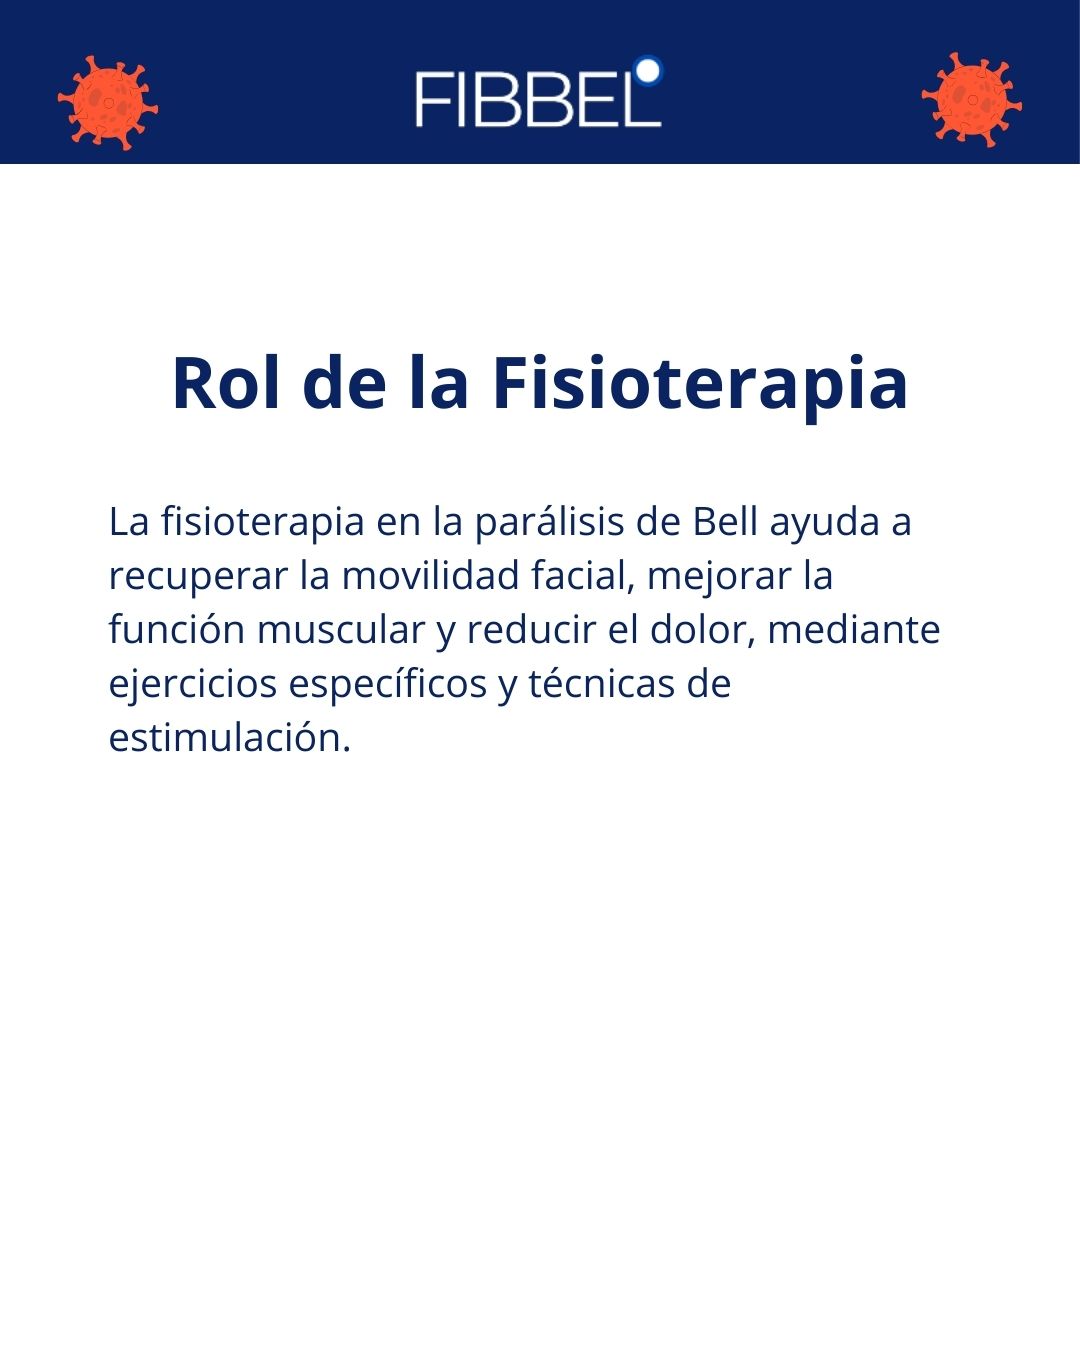 FIBBEL
Rol de la Fisioterapia
La fisioterapia en la parálisis de Bell ayuda a
recuperar la movilidad facial, mejorar la
función muscular y reducir el dolor, mediante
ejercicios específicos y técnicas de
estimulación.